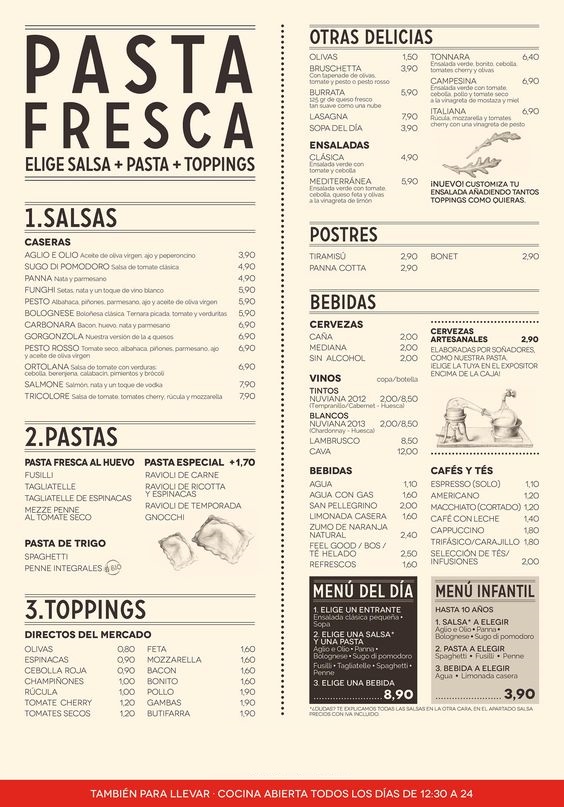 PASTA
FRESCA
ELIGE SALSA + PASTA + TOPPINGS
1.SALSAS
CASERAS
AGLIO E OLIO Aceite de oliva virgen, ajo y peperoncino 3,90
SUGO DI POMODORO Salsa de tomate clásica 4,90
PANNA Nata y parmesano 4,90
FUNGHI Setas, nata y un toque de vino blanco 5,90
PESTO Albahaca, piñones, parmesano, ajo y aceite de oliva virgen 5,90
BOLOGNESE Boloñesa clásica. Ternera picada, tomate y verduritas 5,90
CARBONARA Bacon, huevo, nata y parmesano 6,90
GORGONZOLA Nuestra versión de la 4 quesos 6,90
PESTO ROSSO Tomate seco, albahaca, piñones, parmesano, ajo 6,90
y aceite de oliva virgen
ORTOLANA Salsa de tomate con verduras: 6,90
cebolla, berenjena, calabacín, pimientos y brócoli
SALMONE Salmón, nata y un toque de vodka 7,90
TRICOLORE Salsa de tomate, tomates cherry, rúcula y mozzarella 7,90
2.PASTAS
PASTA FRESCA AL HUEVO
FUSILLI
TAGLIATELLE
TAGLIATELLE DE ESPINACAS
MEZZE PENNE
AL TOMATE SECO
PASTA DE TRIGO
SPAGHETTI
PENNE INTEGRALES BIO
PASTA ESPECIAL +1,70
RAVIOLI DE CARNE
RAVIOLI DE RICOTTA
Y ESPINACAS
RAVIOLI DE TEMPORADA
GNOCCHI
3.TOPPINGS
DIRECTOS DEL MERCADO
OLIVAS 0,80
ESPINACAS 0,90
CEBOLLA ROJA 0,90
CHAMPIÑONES 1,00
RÚCULA 1,00
TOMATE CHERRY 1,20
TOMATES SECOS 1,20
FETA 1,60
MOZZARELLA 1,60
BACON 1,60
BONITO 1,60
POLLO 1,90
GAMBAS 1,90
BUTIFARRA 1,90
OTRAS DELICIAS
OLIVAS 1,50
BRUSCHETTA 3,90
Con tapenade de olivas,
tomate y pesto o pesto rosso
BURRATA 5,90
125 gr de queso fresco
tan suave como una nube
LASAGNA 7,90
SOPA DEL DÍA 3,90
ENSALADAS
CLÁSICA 4,90
Ensalada verde con
tomate y cebolla
MEDITERRÁNEA 5,90
Ensalada verde con tomate,
cebolla, queso feta y olivas
a la vinagreta de limón
TONNARA 6,40
Ensalada verde, bonito, cebolla,
tomates cherry y olivas
CAMPESINA 6,90
Ensalada verde con tomate,
cebolla, pollo y tomate seco
a la vinagreta de mostaza y miel
ITALIANA 6,90
Rúcula, mozzarella y tomates
cherry con una vinagreta de pesto
¡NUEVO! CUSTOMIZA TU
ENSALADA AÑADIENDO TANTOS
TOPPINGS COMO QUIERAS.
POSTRES
TIRAMISÚ 2,90
PANNA COTTA 2,90
BONET 2,90
BEBIDAS
CERVEZAS
CAÑA 2,00
MEDIANA 2,00
SIN ALCOHOL 2,00
CERVEZAS
ARTESANALES 2,90
ELABORADAS POR SOÑADORES,
COMO NUESTRA PASTA.
¡ELIGE LA TUYA EN EL EXPOSITOR
ENCIMA DE LA CAJA!
VINOS copa/botella
TINTOS
NUVIANA 2012 2,00/8,50
(Tempranillo/Cabernet - Huesca)
BLANCOS
NUVIANA 2013 2,00/8,50
(Chardonnay - Huesca)
LAMBRUSCO 8,50
CAVA 12,00
BEBIDAS
AGUA 1,10
AGUA CON GAS 1,60
SAN PELLEGRINO 2,00
LIMONADA CASERA 1,60
ZUMO DE NARANJA
NATURAL 2,40
FEEL GOOD / BOS /
TÉ HELADO 2,50
REFRESCOS 1,60
CAFÉS Y TÉS
ESPRESSO (SOLO) 1,10
AMERICANO 1,20
MACCHIATO (CORTADO) 1,20
CAFÉ CON LECHE 1,40
CAPPUCCINO 1,80
TRIFÁSICO/CARAJILLO 1,80
SELECCIÓN DE TÉS/
INFUSIONES 2,00
MENÚ DEL DÍA
1. ELIGE UN ENTRANTE
Ensalada clásica pequeña •
Sopa
2. ELIGE UNA SALSA*
Y UNA PASTA
Aglio e Olio • Panna •
Bolognese • Sugo di pomodoro
Fusilli • Tagliatelle • Spaghetti •
Penne
3. ELIGE UNA BEBIDA
8,90
MENÚ INFANTIL
HASTA 10 AÑOS
1. SALSA* A ELEGIR
Aglio e Olio • Panna •
Bolognese • Sugo di pomodoro
2. PASTA A ELEGIR
Spaghetti • Fusilli • Penne
3. BEBIDA A ELEGIR
Agua • Limonada casera
3,90
*¿DUDAS? TE EXPLICAMOS TODAS LAS SALSAS EN LA OTRA CARA, EN EL APARTADO SALSA
PRECIOS CON IVA INCLUIDO.
TAMBIÉN PARA LLEVAR · COCINA ABIERTA TODOS LOS DÍAS DE 12:30 A 24